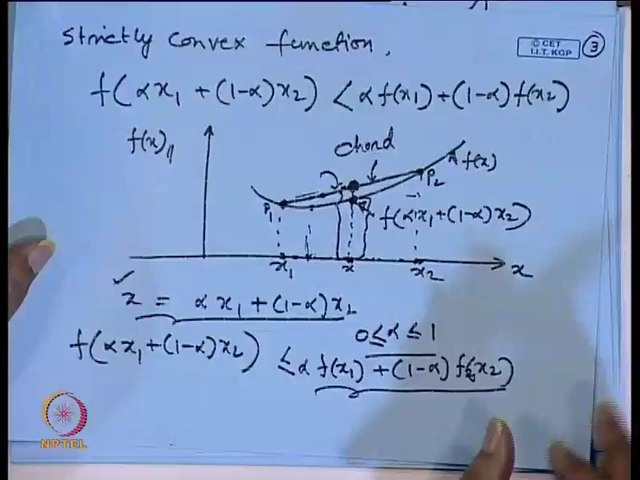 Strictly convex function.
© CET
I.I.T. KGP
3
f(αx₁ + (1-α)x₂) < αf(x₁) + (1-α) f(x₂)
f(x)
chord
f(x)
P₁
P₂
f(αx₁ + (1-α)x₂)
x₁
x
x₂
x
x = αx₁ + (1-α)x₂
0 ≤ α ≤ 1
f(αx₁ + (1-α)x₂) ≤ α f(x₁) + (1-α) f(x₂)
NPTEL